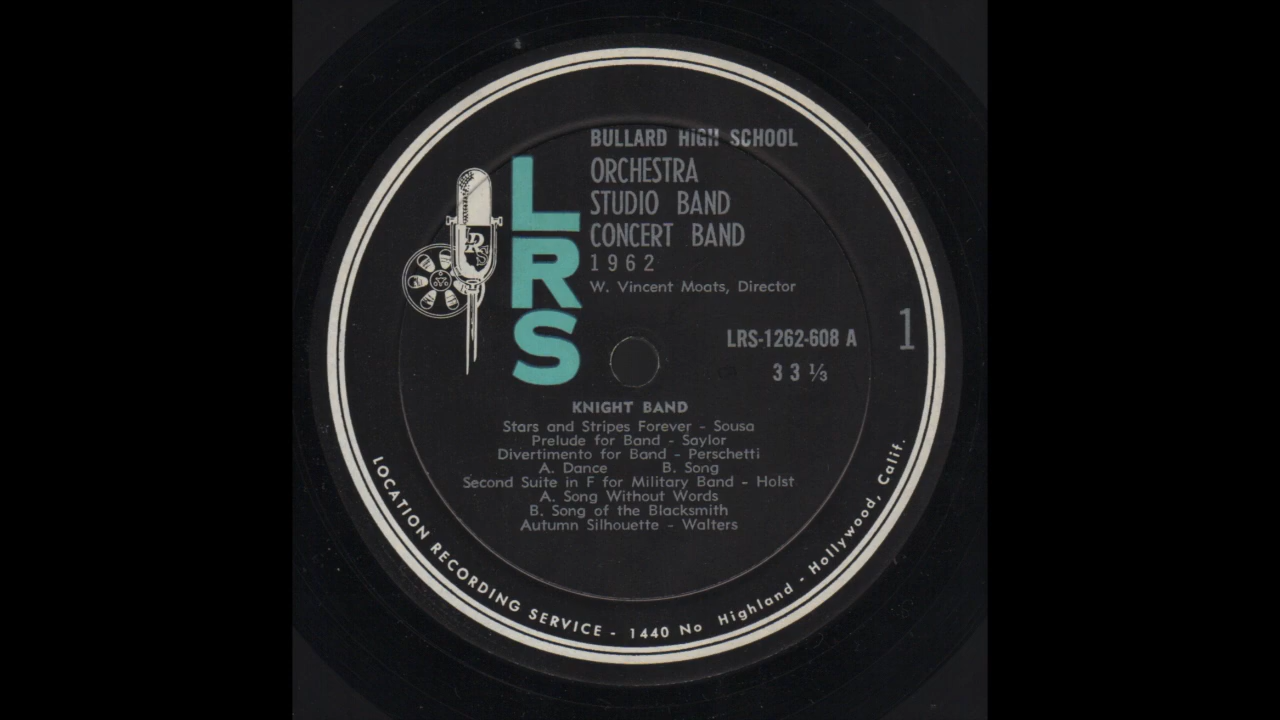 BULLARD HIGH SCHOOL
ORCHESTRA
STUDIO BAND
CONCERT BAND
1962
W. Vincent Moats, Director
LRS
LRS
LRS-1262-608 A
1
33 ⅓
KNIGHT BAND
Stars and Stripes Forever - Sousa
Prelude for Band - Saylor
Divertimento for Band - Perschetti
A. Dance B. Song
Second Suite in F for Military Band - Holst
A. Song Without Words
B. Song of the Blacksmith
Autumn Silhouette - Walters
LOCATION RECORDING SERVICE - 1440 No Highland - Hollywood, Calif.